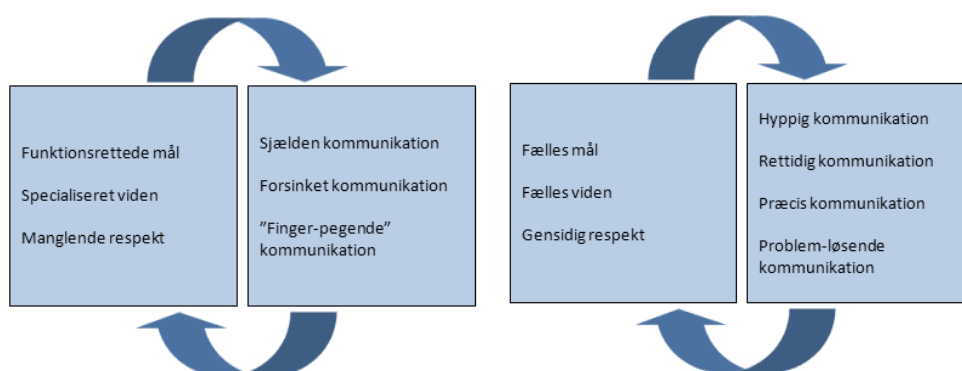 Funktionsrettede mål
Specialiseret viden
Manglende respekt
Sjælden kommunikation
Forsinket kommunikation
”Finger-pegende”
kommunikation
Fælles mål
Fælles viden
Gensidig respekt
Hyppig kommunikation
Rettidig kommunikation
Præcis kommunikation
Problem-løsende
kommunikation